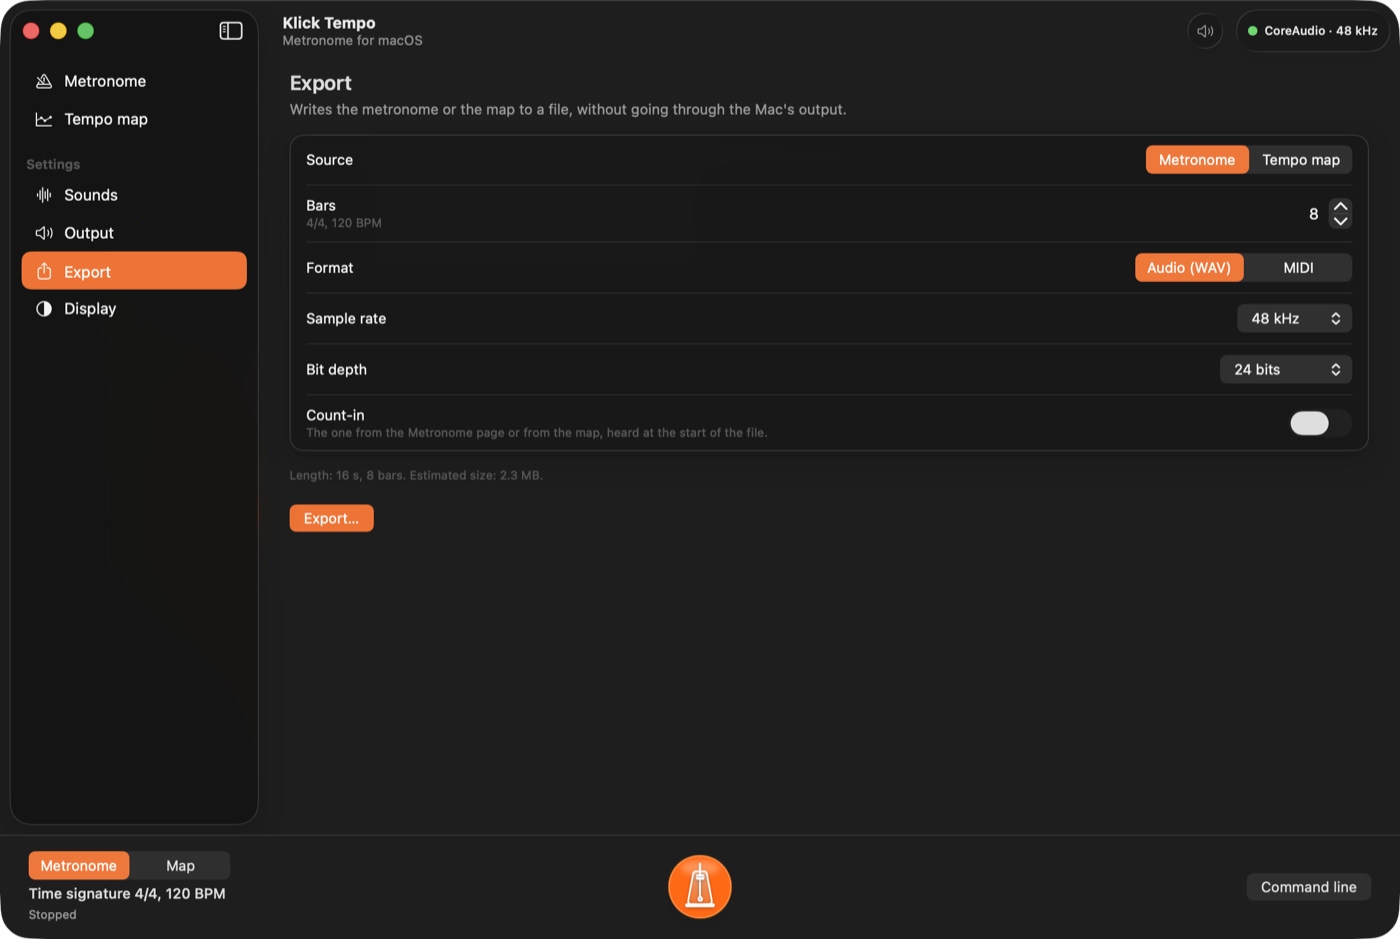 Klick Tempo
Metronome for macOS
CoreAudio · 48 kHz
Metronome
Tempo map
Settings
Sounds
Output
Export
Display
Export
Writes the metronome or the map to a file, without going through the Mac's output.
Source
Metronome
Tempo map
Bars
4/4, 120 BPM
8
Format
Audio (WAV)
MIDI
Sample rate
48 kHz
Bit depth
24 bits
Count-in
The one from the Metronome page or from the map, heard at the start of the file.
Length: 16 s, 8 bars. Estimated size: 2.3 MB.
Export...
Metronome
Map
Time signature 4/4, 120 BPM
Stopped
Command line